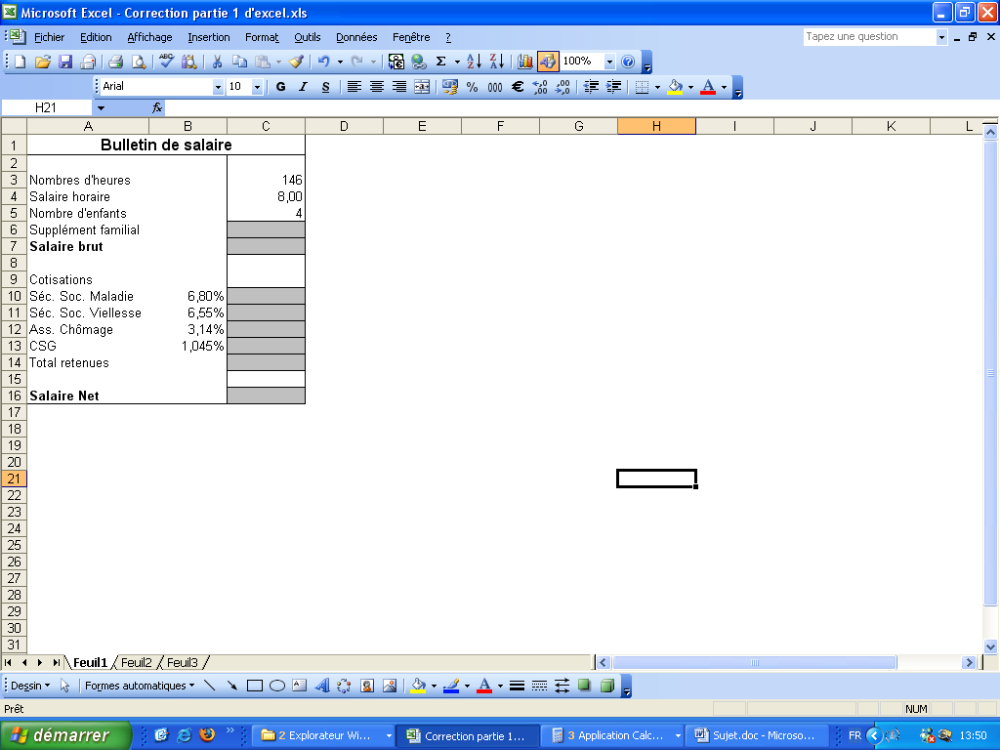 Microsoft Excel - Correction partie 1 d'excel.xls
Fichier Edition Affichage Insertion Format Outils Données Fenêtre ? Tapez une question
100%
Arial 10 G I S % 000 €
H21 fx
A B C D E F G H I J K L
1 Bulletin de salaire
2
3 Nombres d'heures 146
4 Salaire horaire 8,00
5 Nombre d'enfants 4
6 Supplément familial
7 Salaire brut
8
9 Cotisations
10 Séc. Soc. Maladie 6,80%
11 Séc. Soc. Viellesse 6,55%
12 Ass. Chômage 3,14%
13 CSG 1,045%
14 Total retenues
15
16 Salaire Net
17
18
19
20
21
22
23
24
25
26
27
28
29
30
31
Feuil1 Feuil2 Feuil3
Dessin Formes automatiques
Prêt NUM
démarrer 2 Explorateur Wi... Correction partie 1... 3 Application Calc... Sujet.doc - Microso... FR 13:50